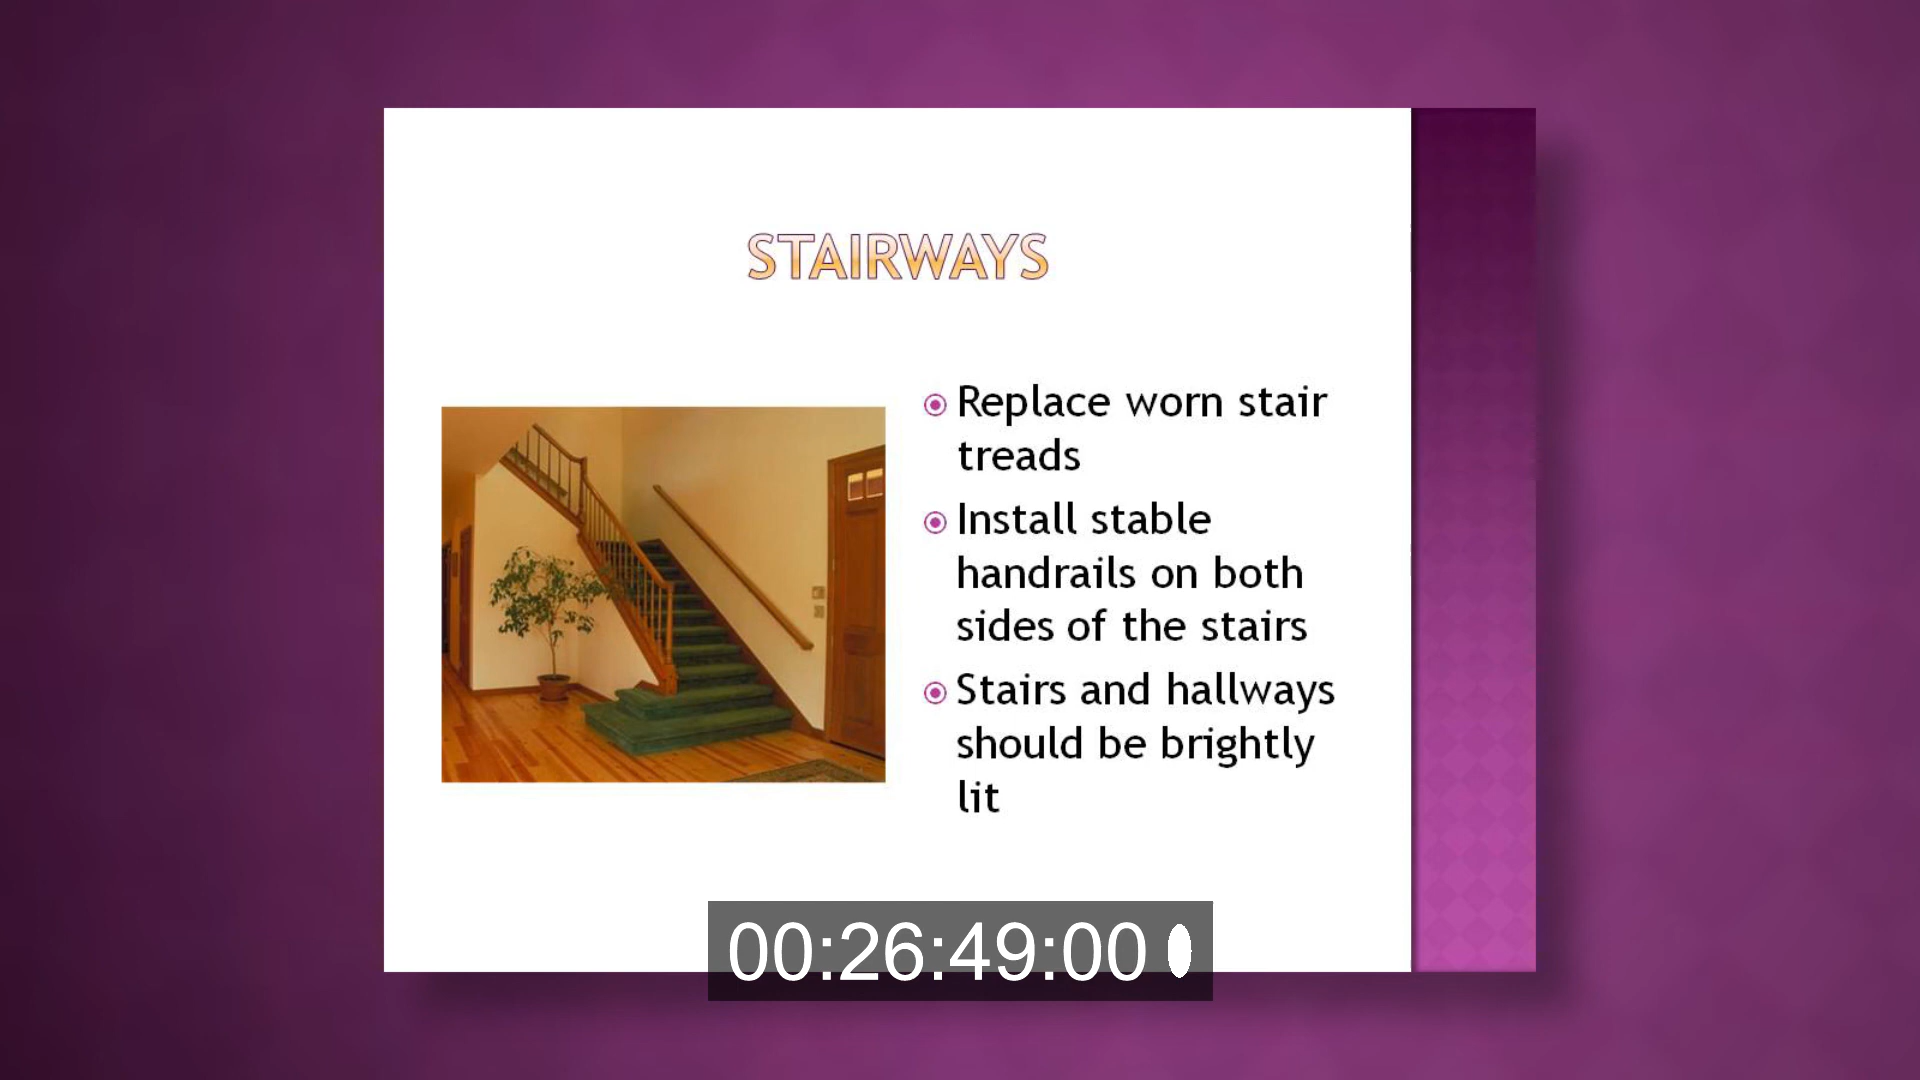 STAIRWAYS
Replace worn stair
treads
Install stable
handrails on both
sides of the stairs
Stairs and hallways
should be brightly
lit
00:26:49:00